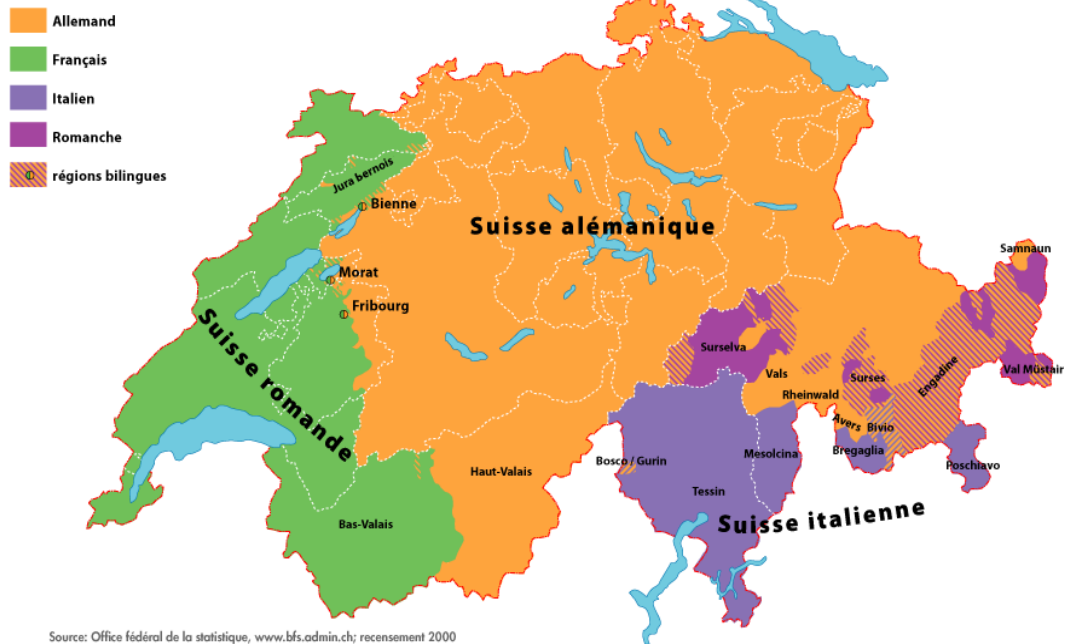 Allemand
Français
Italien
Romanche
régions bilingues
Jura bernois
Bienne
Suisse alémanique
Samnaun
Morat
Fribourg
Suisse romande
Surselva
Vals
Surses
Engadine
Val Müstair
Rheinwald
Avers
Bivio
Bregaglia
Mesolcina
Bosco / Gurin
Poschiavo
Haut-Valais
Tessin
Suisse italienne
Bas-Valais
Source: Office fédéral de la statistique, www.bfs.admin.ch; recensement 2000